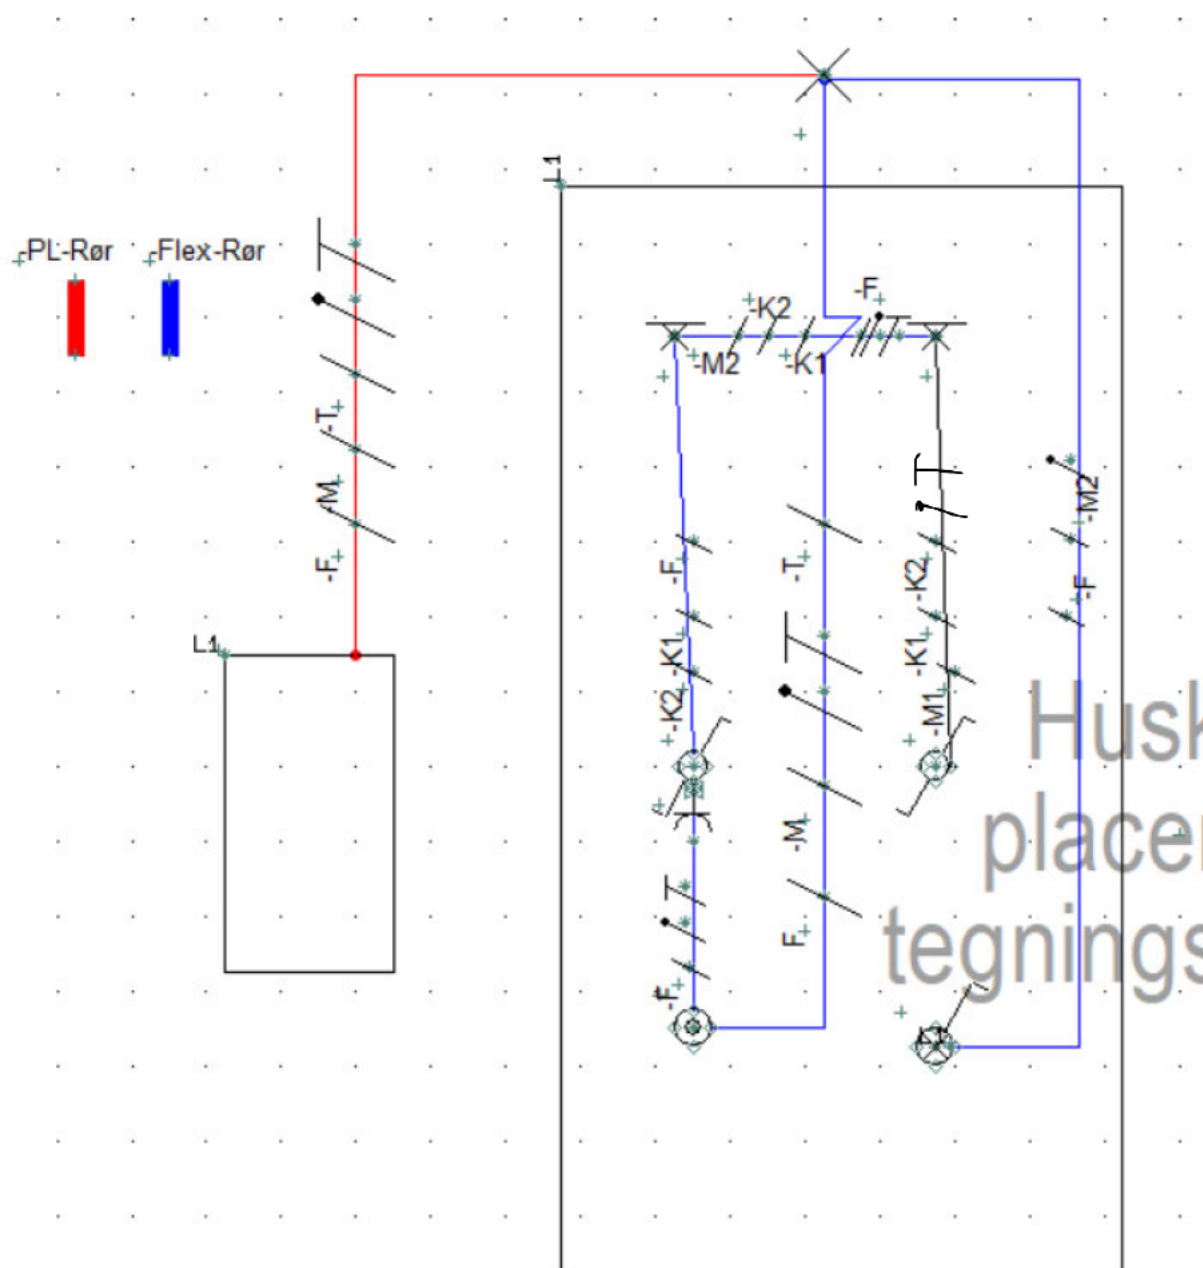 L1
-PL-Rør
-Flex-Rør
-F
-K2
-M2
-K1
-T
-M
-F
-M2
-F
-K1
-K2
-T
-K2
-K1
-M1
-F
L1
Husk
placer
tegnings
-M
F
-F